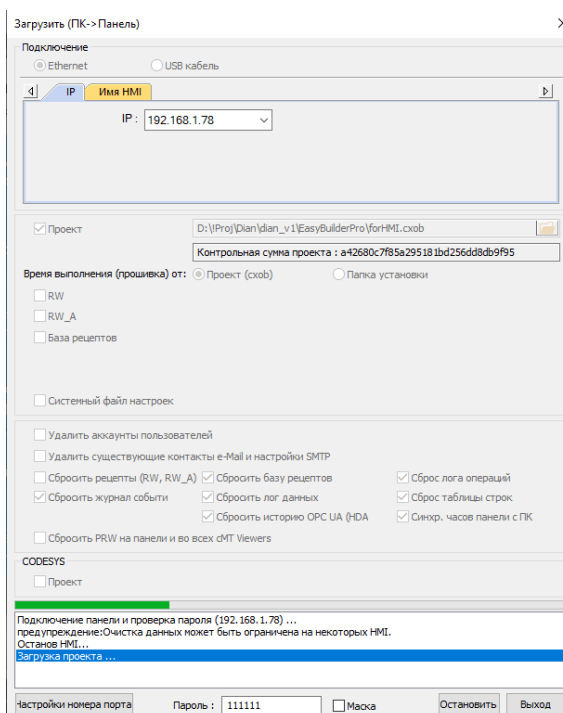 Загрузить (ПК->Панель)
Подключение
Ethernet
USB кабель
IP
Имя HMI
IP : 192.168.1.78
Проект
D:\!Proj\Dian\dian_v1\EasyBuilderPro\forHMI.cxob
Контрольная сумма проекта : a42680c7f85a295181bd256dd8db9f95
Время выполнения (прошивка) от: Проект (cxob) Папка установки
RW
RW_A
База рецептов
Системный файл настроек
Удалить аккаунты пользователей
Удалить существующие контакты e-Mail и настройки SMTP
Сбросить рецепты (RW, RW_A) Сбросить базу рецептов Сброс лога операций
Сбросить журнал событи Сбросить лог данных Сброс таблицы строк
Сбросить историю OPC UA (HDA Синхр. часов панели с ПК
Сбросить PRW на панели и во всех cMT Viewers
CODESYS
Проект
Подключение панели и проверка пароля (192.168.1.78) ...
предупреждение:Очистка данных может быть ограничена на некоторых HMI.
Останов HMI...
Загрузка проекта ...
Настройки номера порта Пароль : 111111 Маска Остановить Выход